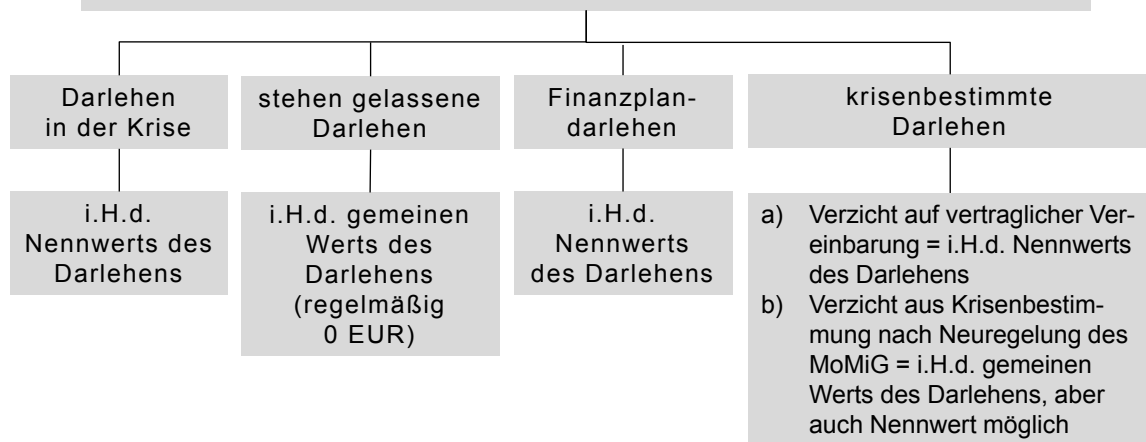 Darlehen
in der Krise
stehen gelassene
Darlehen
Finanzplan-
darlehen
krisenbestimmte
Darlehen
i.H.d.
Nennwerts des
Darlehens
i.H.d. gemeinen
Werts des
Darlehens
(regelmäßig
0 EUR)
i.H.d.
Nennwerts
des Darlehens
a) Verzicht auf vertraglicher Ver-
einbarung = i.H.d. Nennwerts
des Darlehens
b) Verzicht aus Krisenbestim-
mung nach Neuregelung des
MoMiG = i.H.d. gemeinen
Werts des Darlehens, aber
auch Nennwert möglich